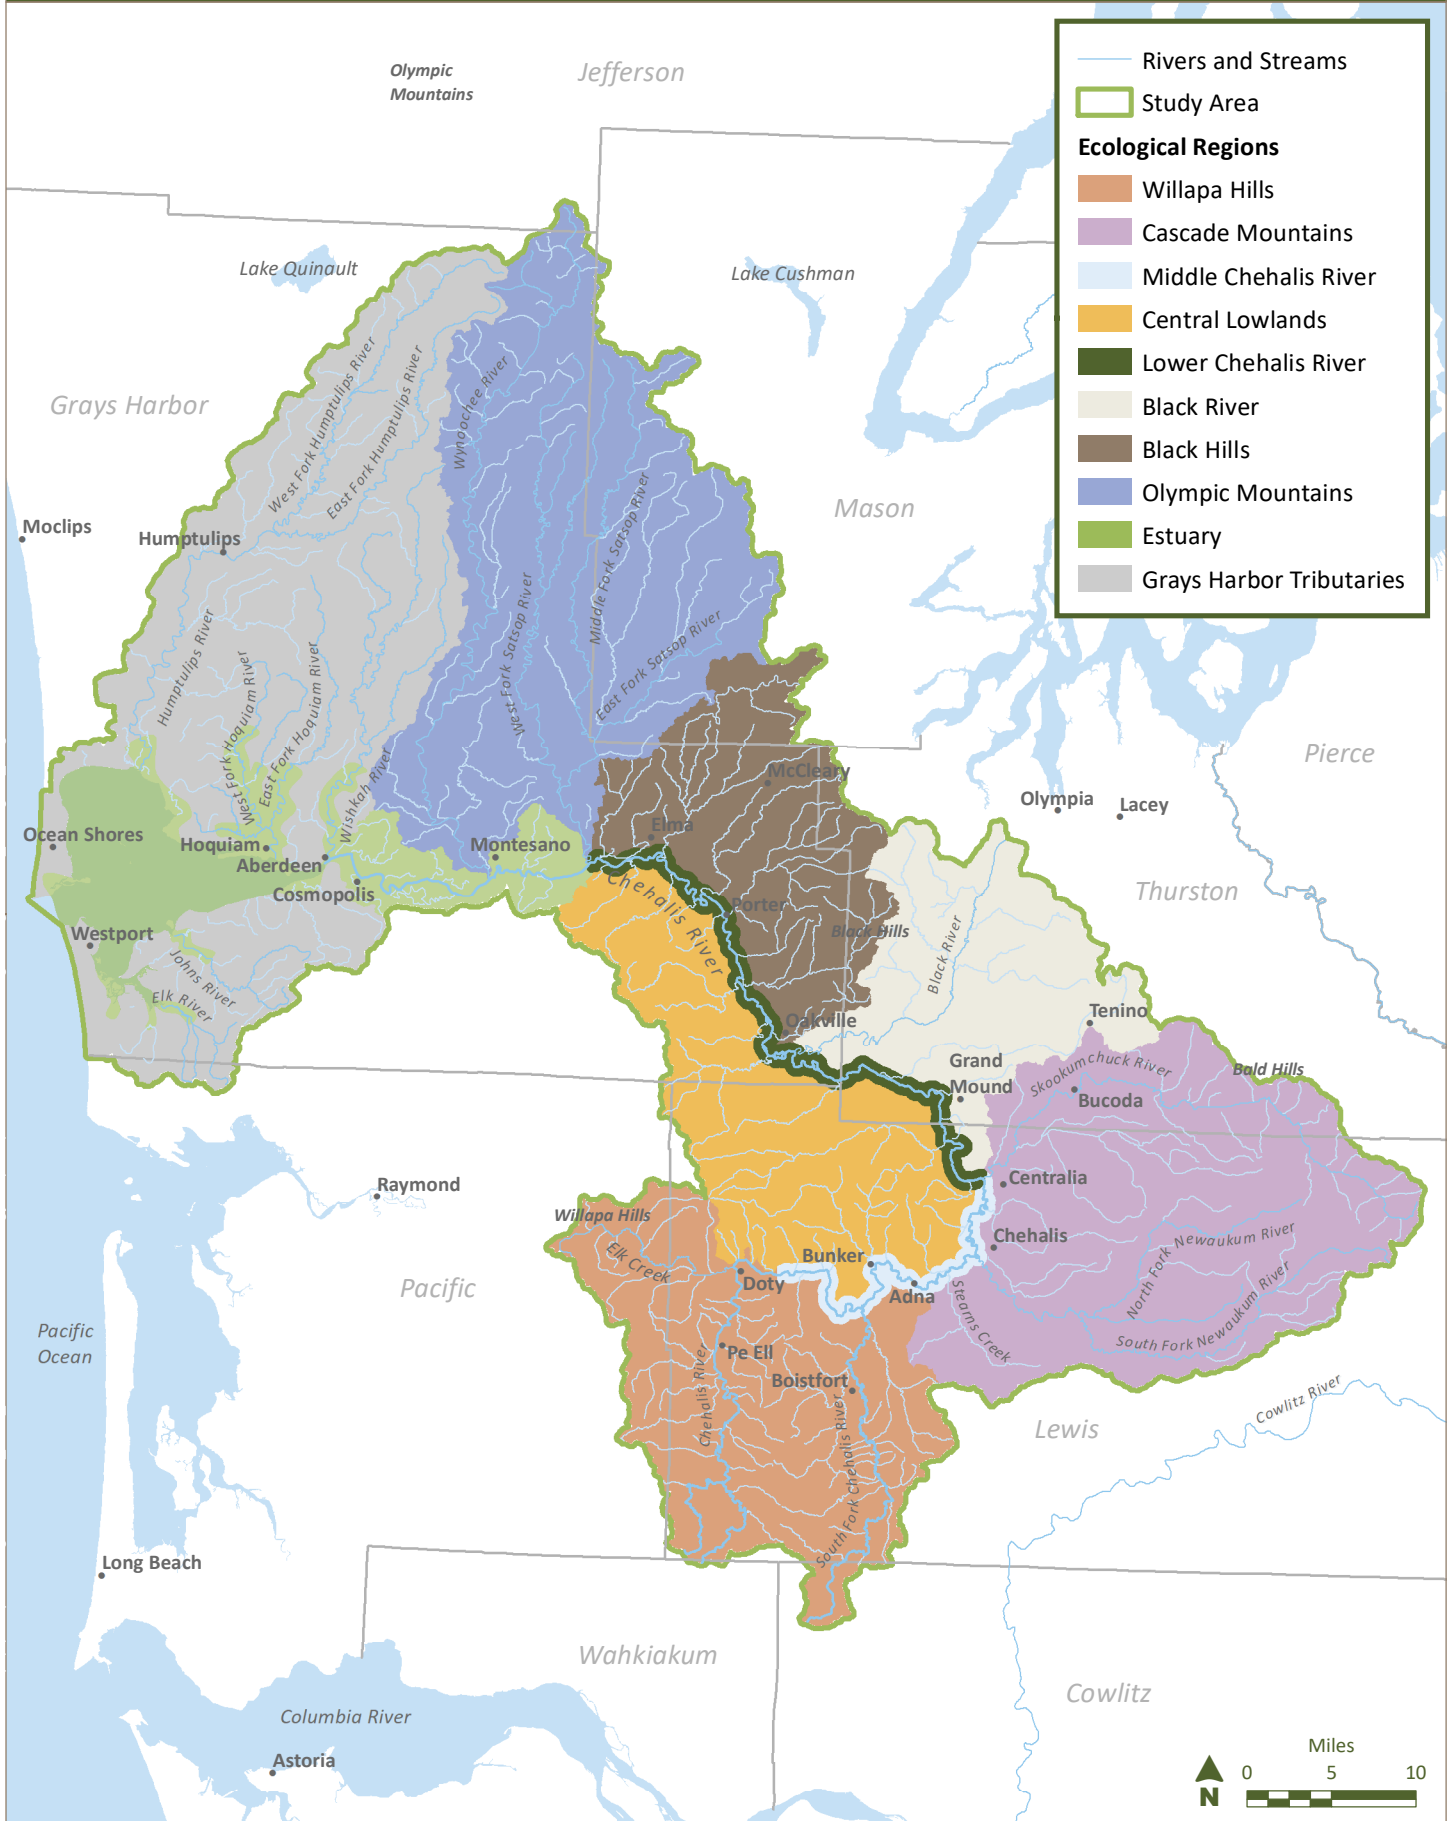 Olympic
Mountains
Jefferson
Rivers and Streams
Study Area
Ecological Regions
Willapa Hills
Cascade Mountains
Middle Chehalis River
Central Lowlands
Lower Chehalis River
Black River
Black Hills
Olympic Mountains
Estuary
Grays Harbor Tributaries
Lake Quinault
Lake Cushman
Grays Harbor
West Fork Humptulips River
East Fork Humptulips River
Wynoochee River
Mason
Moclips
Humptulips
Middle Fork Satsop River
West Fork Satsop River
East Fork Satsop River
Humptulips River
West Fork Hoquiam River
East Fork Hoquiam River
Wishkah River
Pierce
McCleary
Olympia
Lacey
Ocean Shores
Hoquiam
Aberdeen
Cosmopolis
Montesano
Elma
Chehalis River
Porter
Black Hills
Thurston
Westport
Johns River
Elk River
Black River
Oakville
Tenino
Grand
Mound
Skookumchuck River
Bald Hills
Bucoda
Raymond
Centralia
Willapa Hills
Elk Creek
Chehalis
North Fork Newaukum River
Bunker
Doty
Adna
Stearns Creek
South Fork Newaukum River
Pacific
Pacific
Ocean
Pe Ell
Boistfort
Chehalis River
South Fork Chehalis River
Lewis
Cowlitz River
Long Beach
Wahkiakum
Cowlitz
Columbia River
Astoria
Miles
0 5 10
N